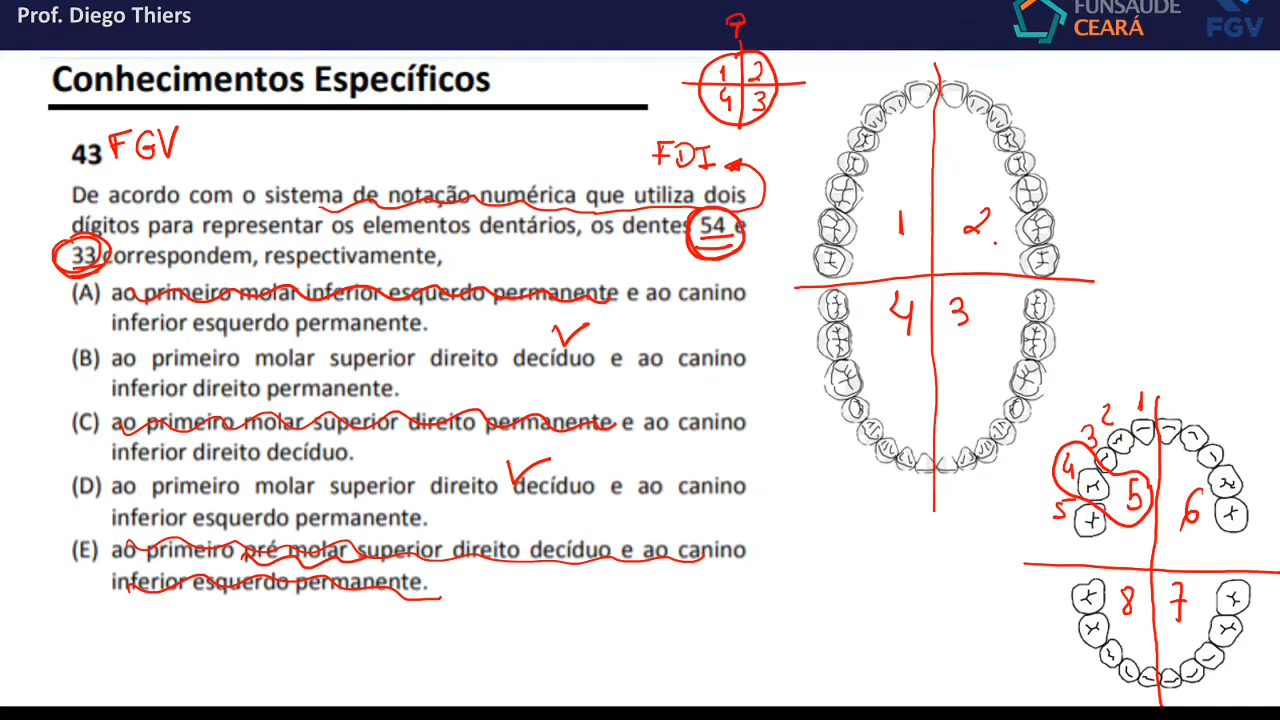 Prof. Diego Thiers
FUNSAÚDE
CEARÁ
FGV
Conhecimentos Específicos
P
1 2
4 3
43 FGV
FDI
De acordo com o sistema de notação numérica que utiliza dois
dígitos para representar os elementos dentários, os dentes 54 e
33 correspondem, respectivamente,
(A) ao primeiro molar inferior esquerdo permanente e ao canino
inferior esquerdo permanente.
(B) ao primeiro molar superior direito decíduo e ao canino
inferior direito permanente.
(C) ao primeiro molar superior direito permanente e ao canino
inferior direito decíduo.
(D) ao primeiro molar superior direito decíduo e ao canino
inferior esquerdo permanente.
(E) ao primeiro pré molar superior direito decíduo e ao canino
inferior esquerdo permanente.
1 2
4 3
1
2
3
4
5
5 6
8 7